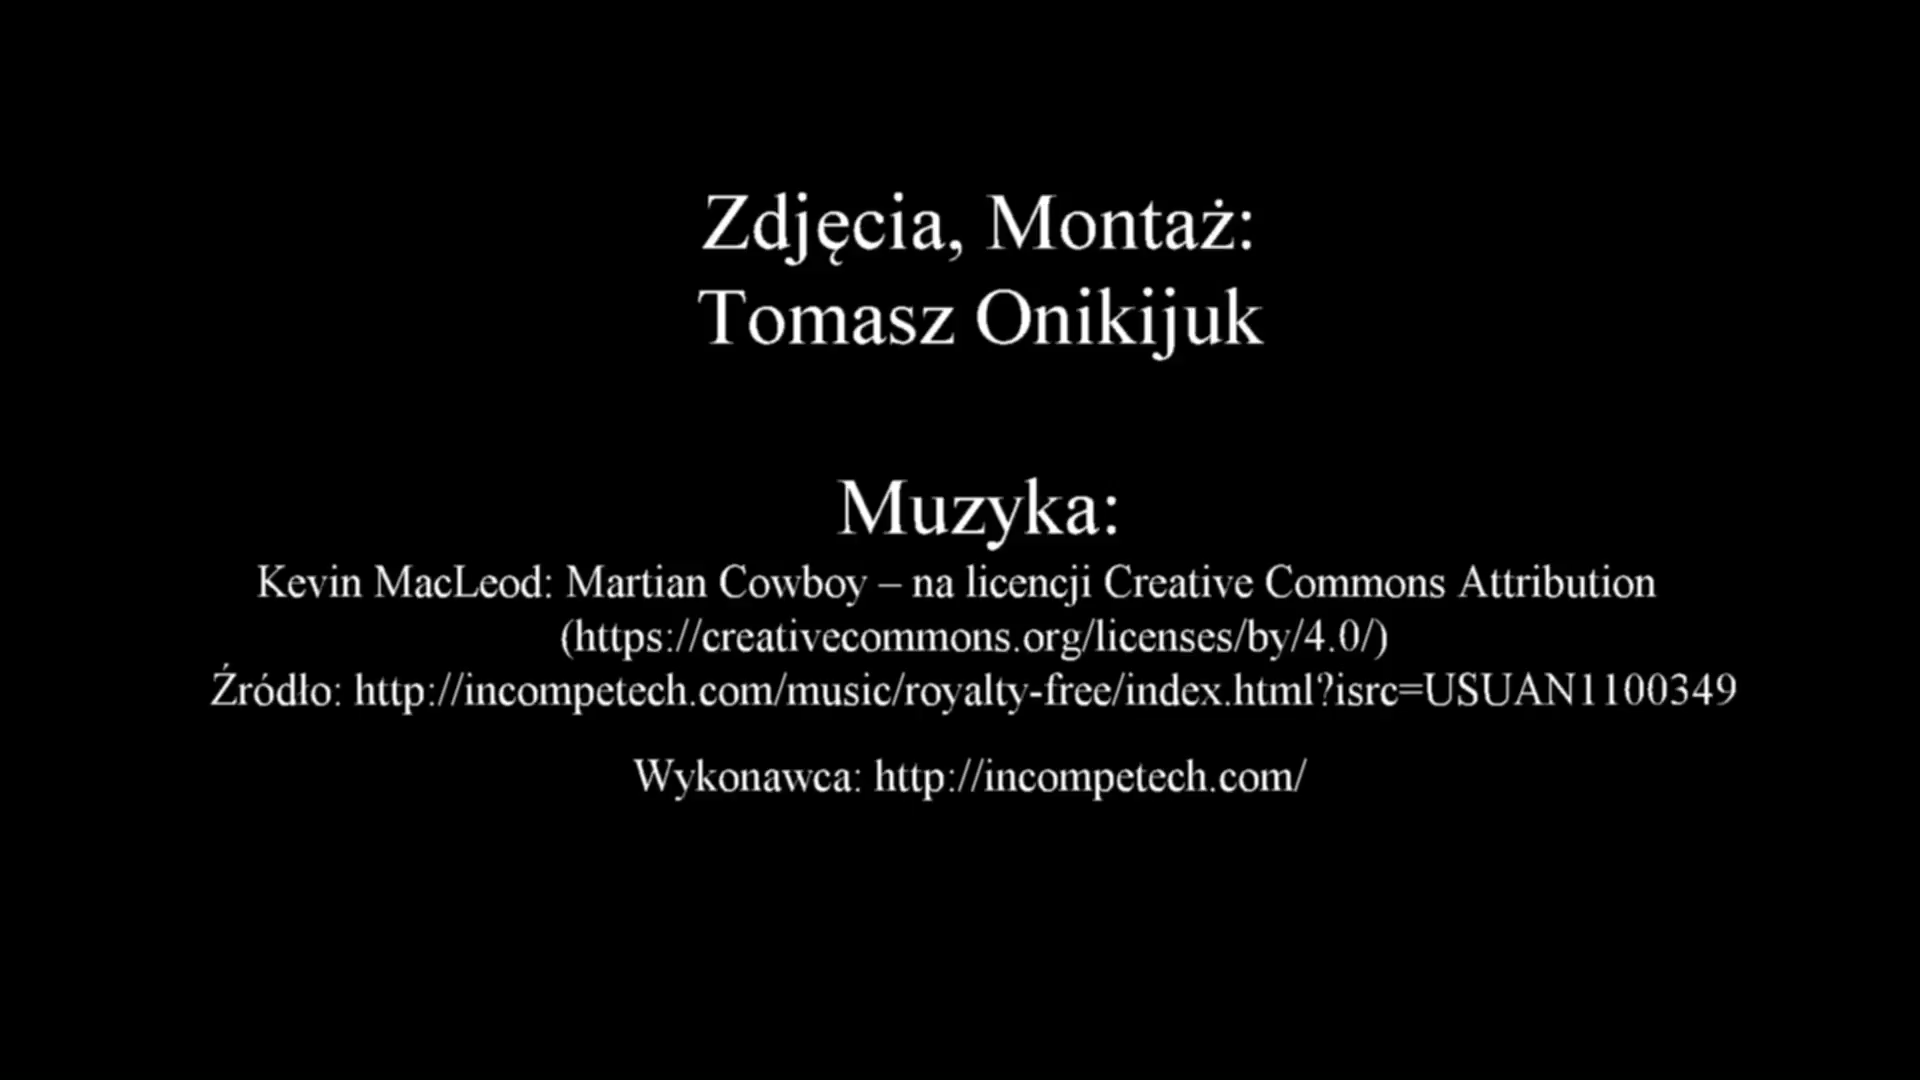 Zdjęcia, Montaż:
Tomasz Onikijuk
Muzyka:
Kevin MacLeod: Martian Cowboy – na licencji Creative Commons Attribution
(https://creativecommons.org/licenses/by/4.0/)
Źródło: http://incompetech.com/music/royalty-free/index.html?isrc=USUAN1100349
Wykonawca: http://incompetech.com/